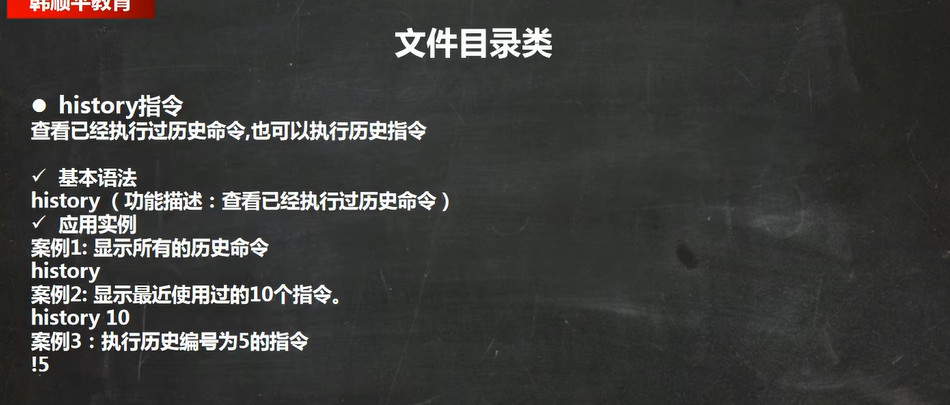 韩顺平教育
文件目录类
● history指令
查看已经执行过历史命令,也可以执行历史指令
✓ 基本语法
history （功能描述：查看已经执行过历史命令）
✓ 应用实例
案例1: 显示所有的历史命令
history
案例2: 显示最近使用过的10个指令。
history 10
案例3：执行历史编号为5的指令
!5